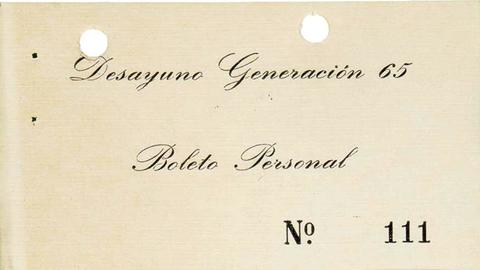 Desayuno Generación 65
Boleto Personal
Nº. 111